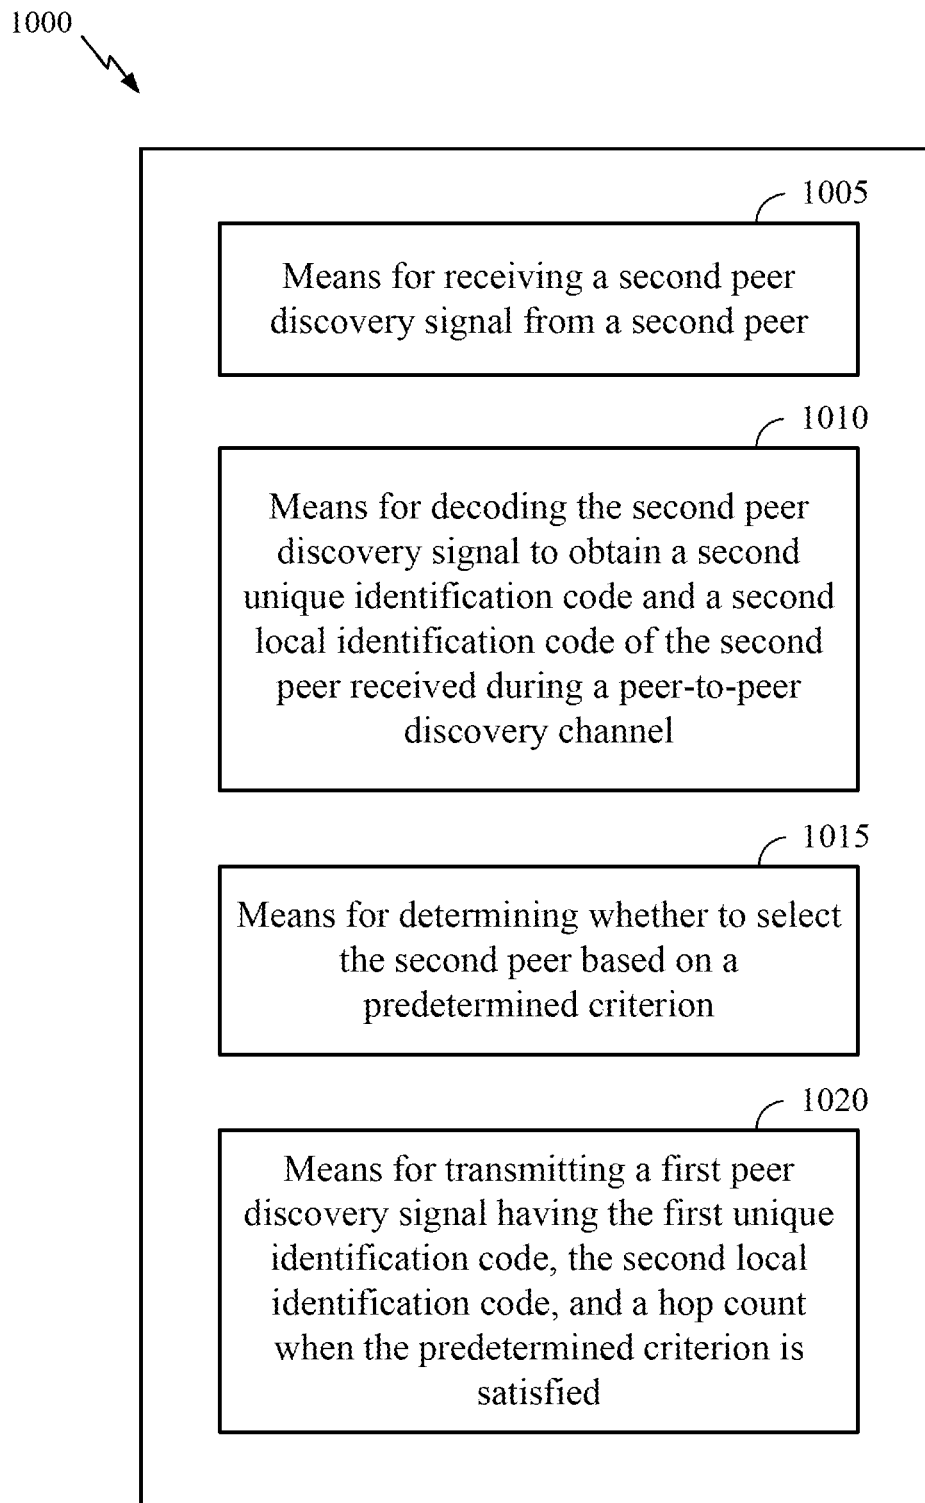 1000
1005
Means for receiving a second peer
discovery signal from a second peer
1010
Means for decoding the second peer
discovery signal to obtain a second
unique identification code and a second
local identification code of the second
peer received during a peer-to-peer
discovery channel
1015
Means for determining whether to select
the second peer based on a
predetermined criterion
1020
Means for transmitting a first peer
discovery signal having the first unique
identification code, the second local
identification code, and a hop count
when the predetermined criterion is
satisfied